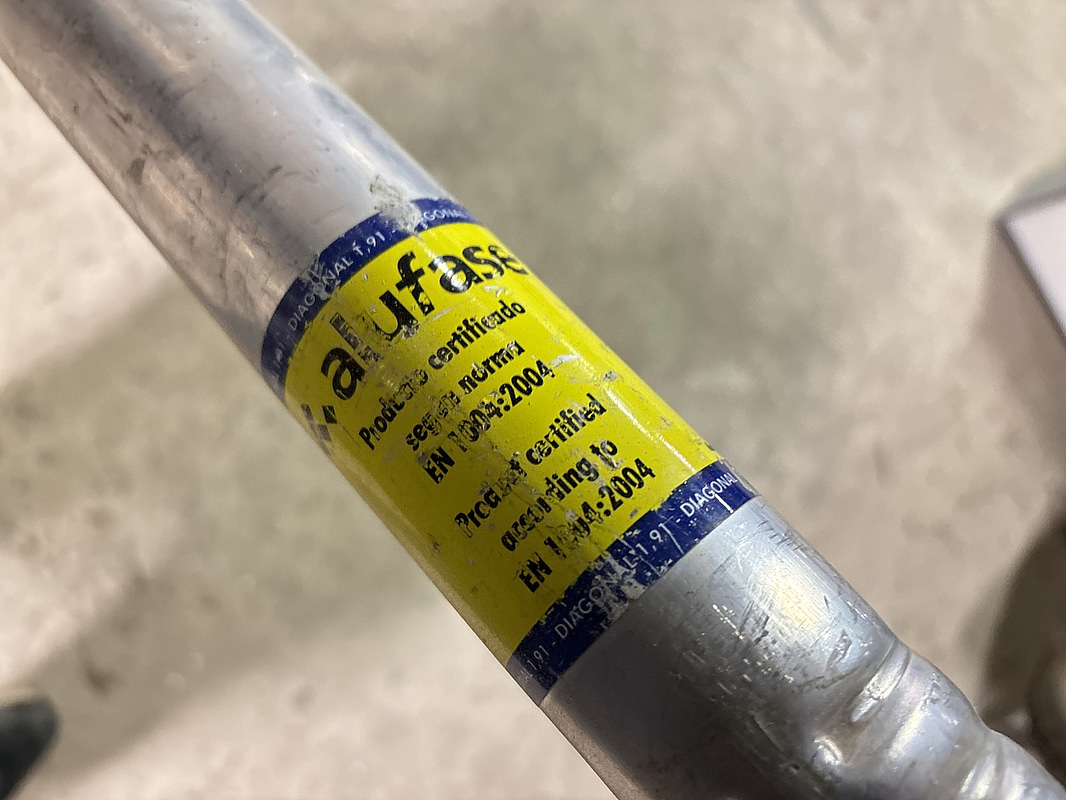 DIAGONAL 1,91 - DIAGONAL
alufase
Producto certificado
según norma
EN 1004:2004
Product certified
according to
EN 1004:2004
1,91 - DIAGONAL 1,91 - DIAGONAL